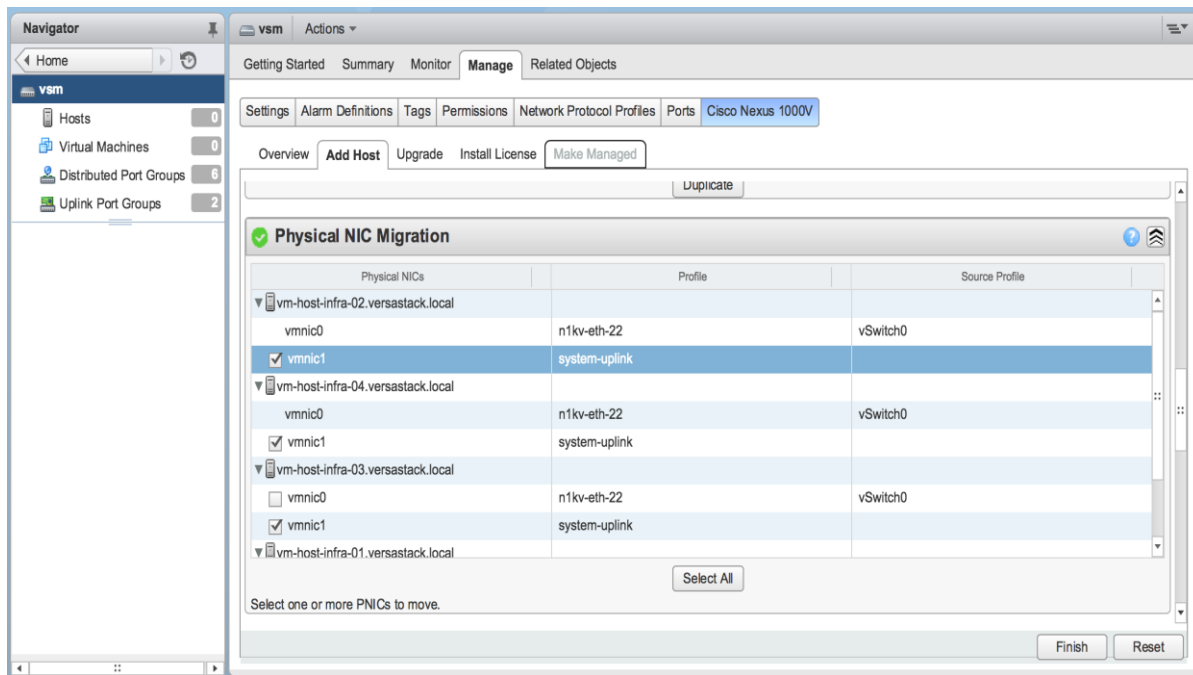 Navigator
Home
vsm
Hosts 0
Virtual Machines 0
Distributed Port Groups 6
Uplink Port Groups 2
vsm Actions
Getting Started Summary Monitor Manage Related Objects
Settings Alarm Definitions Tags Permissions Network Protocol Profiles Ports Cisco Nexus 1000V
Overview Add Host Upgrade Install License Make Managed
Duplicate
Physical NIC Migration ?
Physical NICs Profile Source Profile
vm-host-infra-02.versastack.local
vmnic0 n1kv-eth-22 vSwitch0
vmnic1 system-uplink
vm-host-infra-04.versastack.local
vmnic0 n1kv-eth-22 vSwitch0
vmnic1 system-uplink
vm-host-infra-03.versastack.local
vmnic0 n1kv-eth-22 vSwitch0
vmnic1 system-uplink
vm-host-infra-01.versastack.local
Select All
Select one or more PNICs to move.
Finish Reset